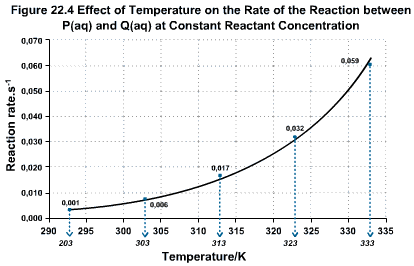 Figure 22.4 Effect of Temperature on the Rate of the Reaction between
P(aq) and Q(aq) at Constant Reactant Concentration
0,070
0,060
0,050
0,040
0,030
0,020
0,010
0,000
Reaction rate.s-1
0,001
0,006
0,017
0,032
0,059
290 295 300 305 310 315 320 325 330 335
203 303 313 323 333
Temperature/K